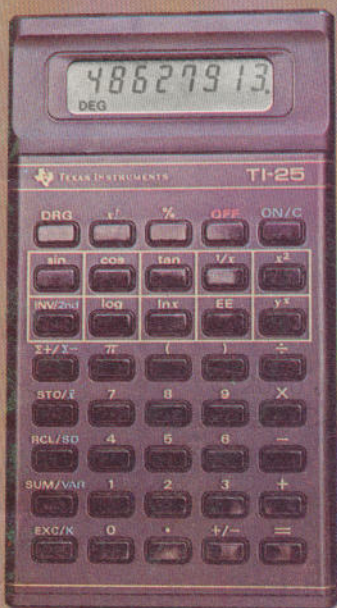 48627913.
DEG
TEXAS INSTRUMENTS TI-25
DRG x! % OFF ON/C
sin cos tan 1/x x²
INV/2nd log lnx EE yˣ
Σ+/Σ- π ( ) ÷
STO/x̄ 7 8 9 ×
RCL/SD 4 5 6 −
SUM/VAR 1 2 3 +
EXC/K 0 · +/− =